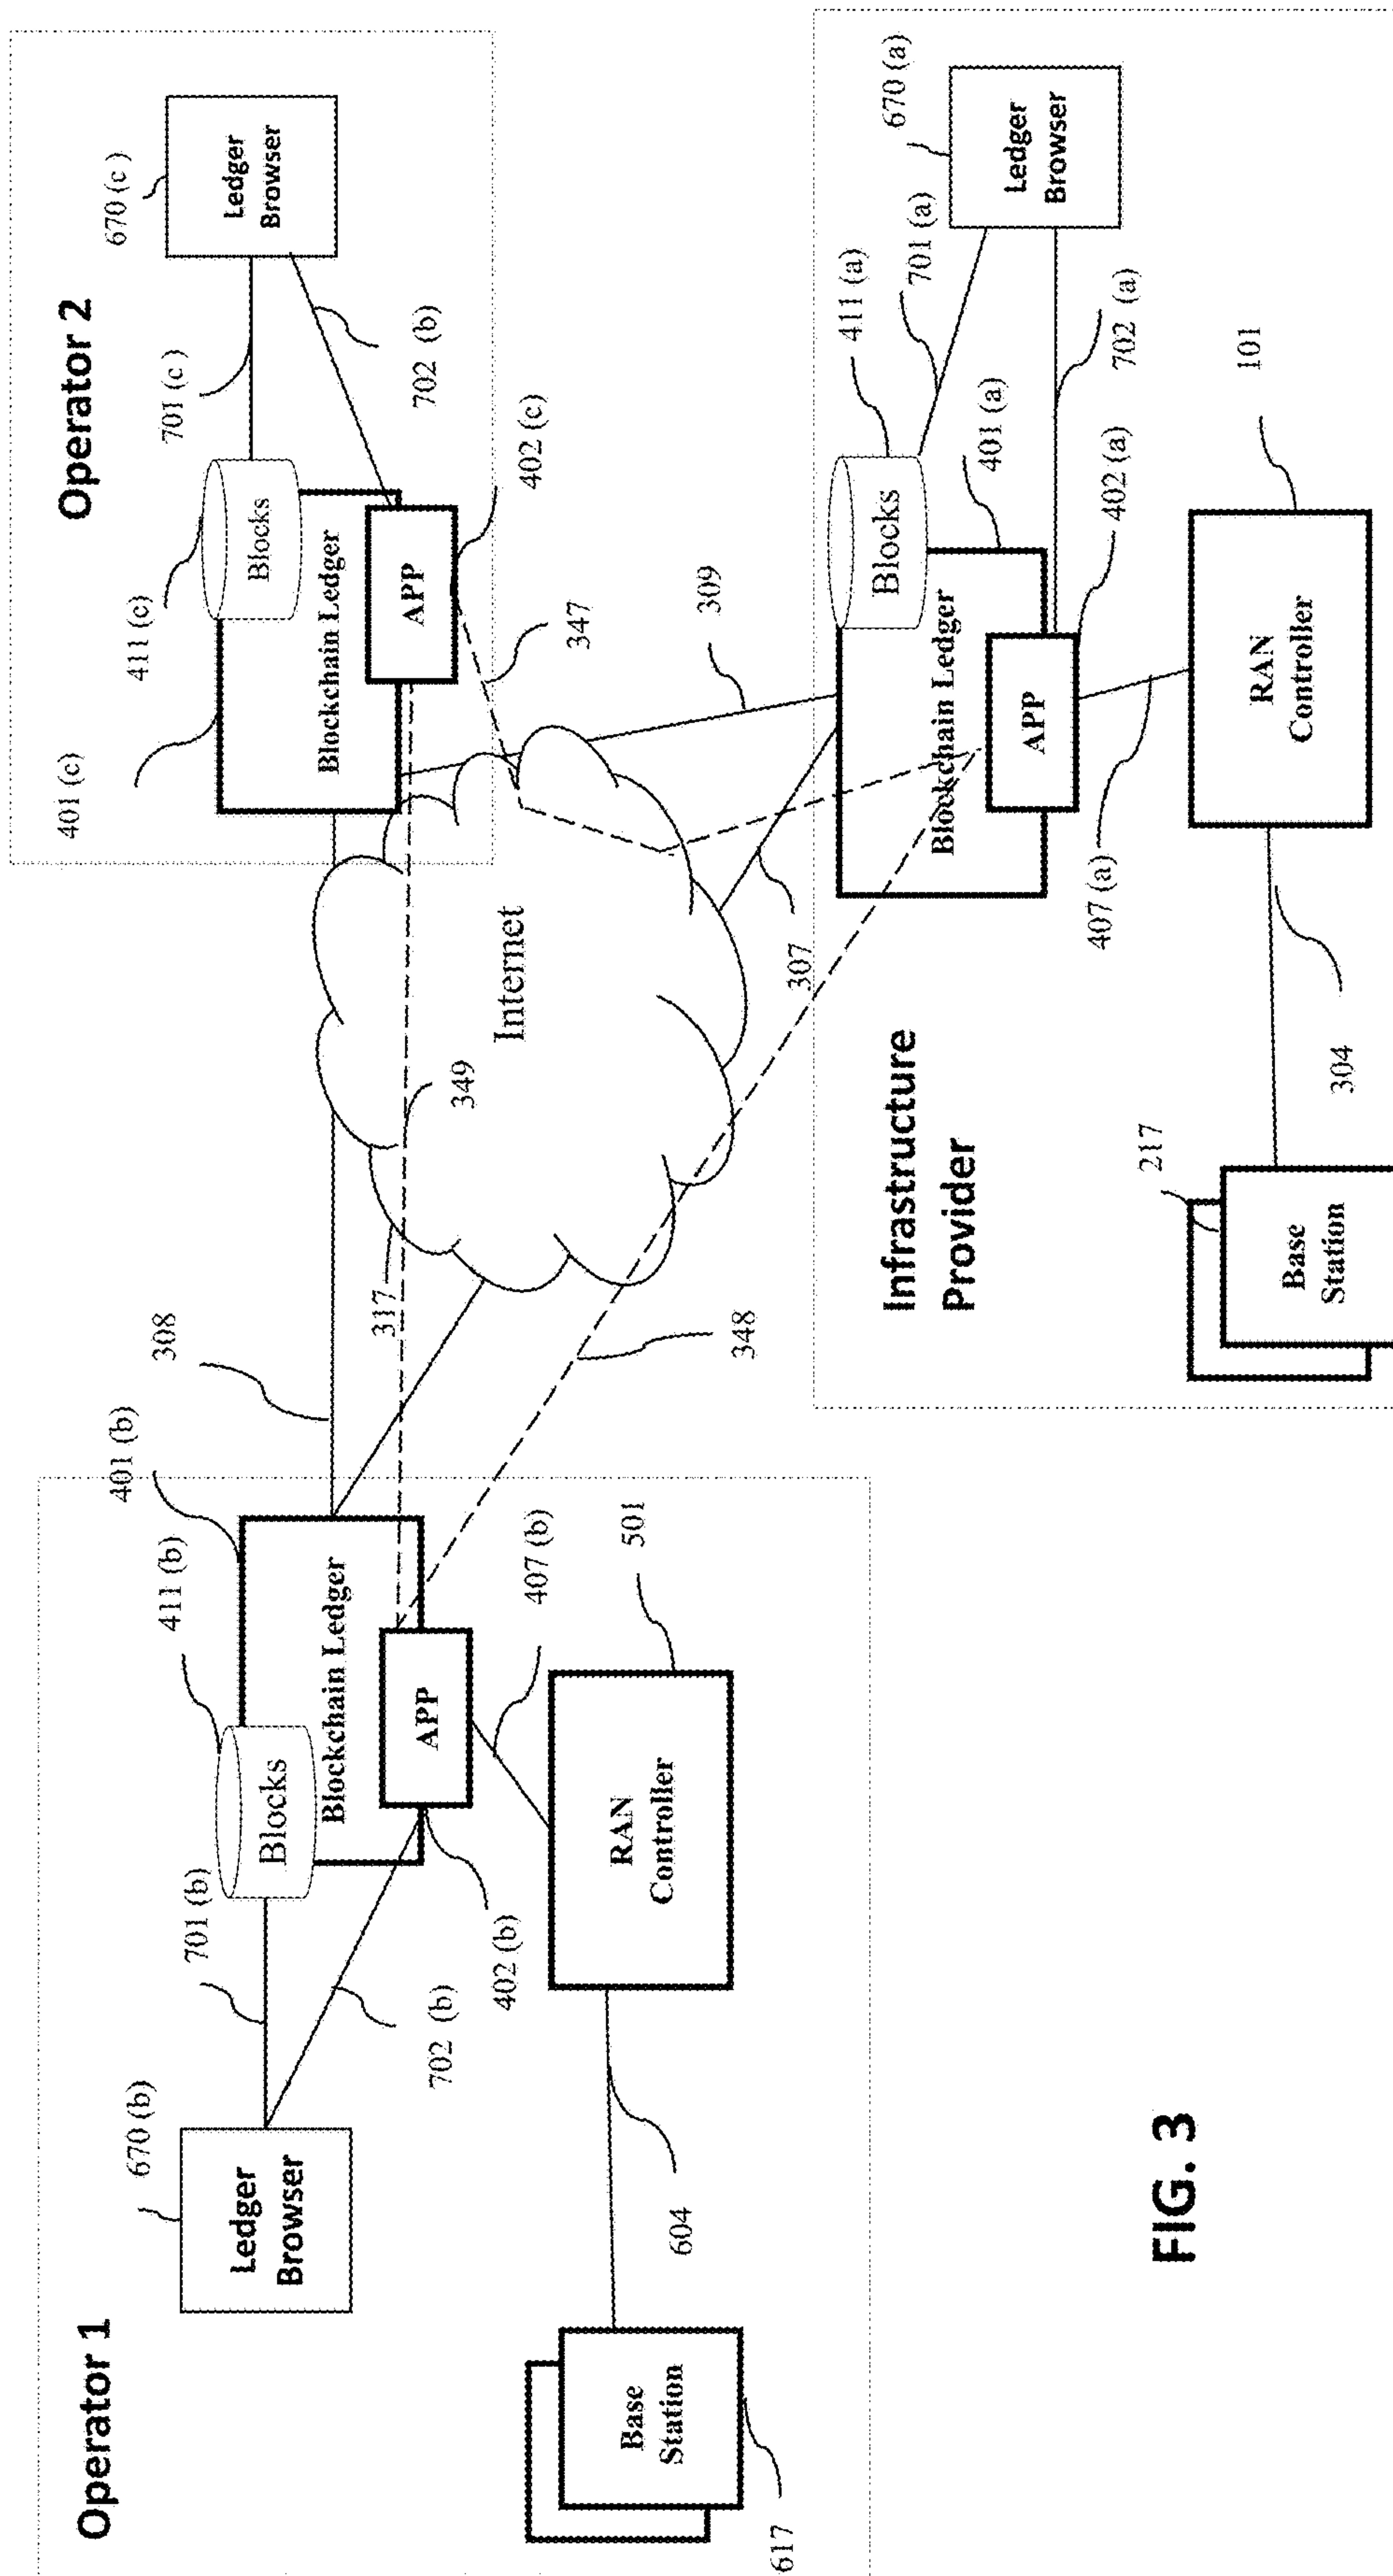 Operator 1
670 (b)
Ledger
Browser
701 (b)
702 (b)
411 (b)
401 (b)
Blocks
Blockchain Ledger
APP
402 (b)
407 (b)
501
RAN
Controller
604
Base
Station
617
308
317
349
348
Internet
Operator 2
401 (c)
411 (c)
701 (c )
670 (c )
Ledger
Browser
Blocks
Blockchain Ledger
APP
702 (b)
402 (c)
347
309
307
Infrastructure
Provider
411 (a)
701 (a)
670 (a)
Ledger
Browser
Blocks
401 (a)
Blockchain Ledger
APP
702 (a)
402 (a)
407 (a)
101
RAN
Controller
304
217
Base
Station
FIG. 3